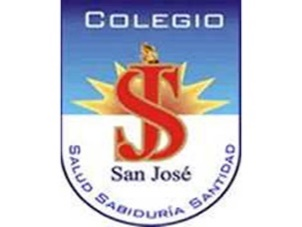 COLEGIO
SJ
San José
SALUD SABIDURÍA SANTIDAD